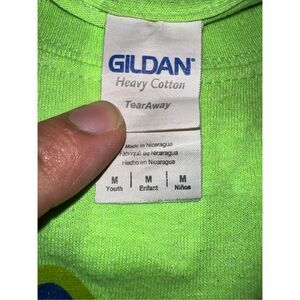 GILDAN®
Heavy Cotton
TearAway
Made in Nicaragua
Fabriqué au Nicaragua
Hecho en Nicaragua
M M M
Youth Enfant Niños